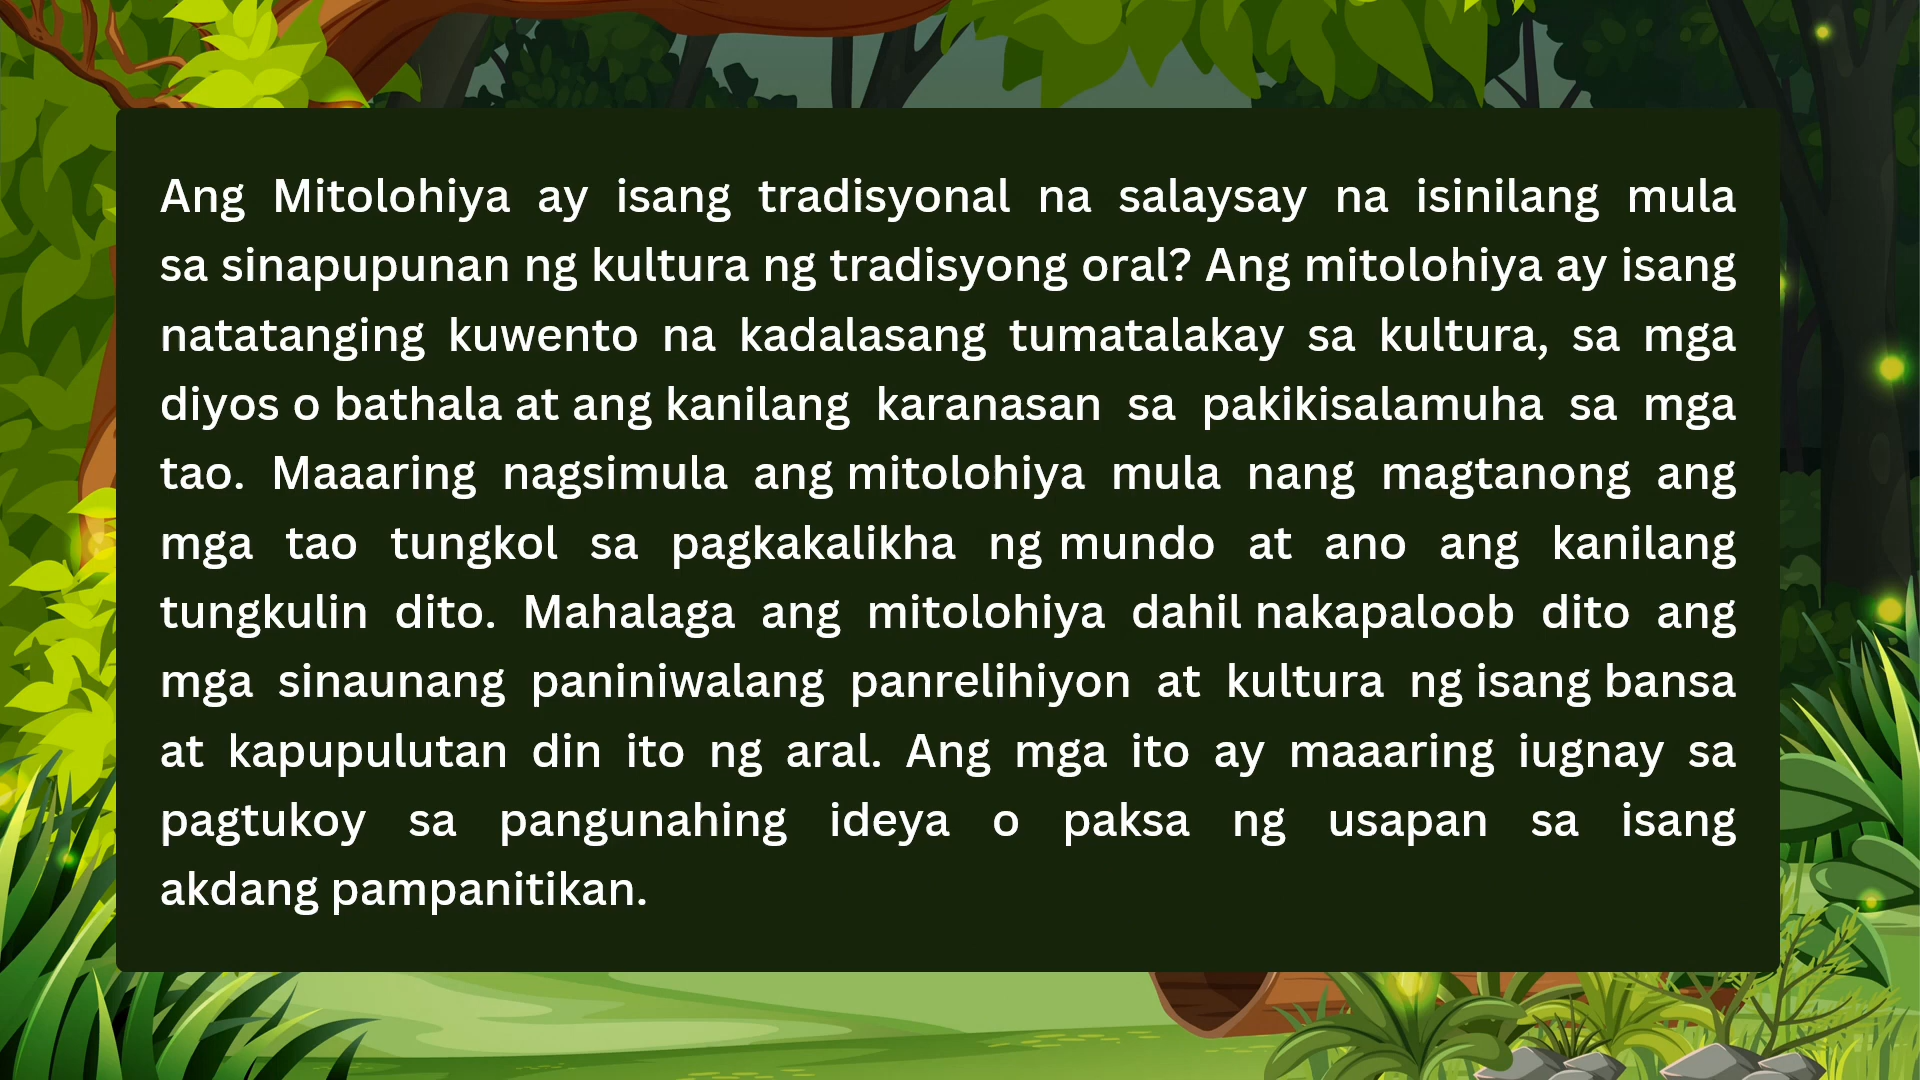 Ang Mitolohiya ay isang tradisyonal na salaysay na isinilang mula
sa sinapupunan ng kultura ng tradisyong oral? Ang mitolohiya ay isang
natatanging kuwento na kadalasang tumatalakay sa kultura, sa mga
diyos o bathala at ang kanilang karanasan sa pakikisalamuha sa mga
tao. Maaaring nagsimula ang mitolohiya mula nang magtanong ang
mga tao tungkol sa pagkakalikha ng mundo at ano ang kanilang
tungkulin dito. Mahalaga ang mitolohiya dahil nakapaloob dito ang
mga sinaunang paniniwalang panrelihiyon at kultura ng isang bansa
at kapupulutan din ito ng aral. Ang mga ito ay maaaring iugnay sa
pagtukoy sa pangunahing ideya o paksa ng usapan sa isang
akdang pampanitikan.